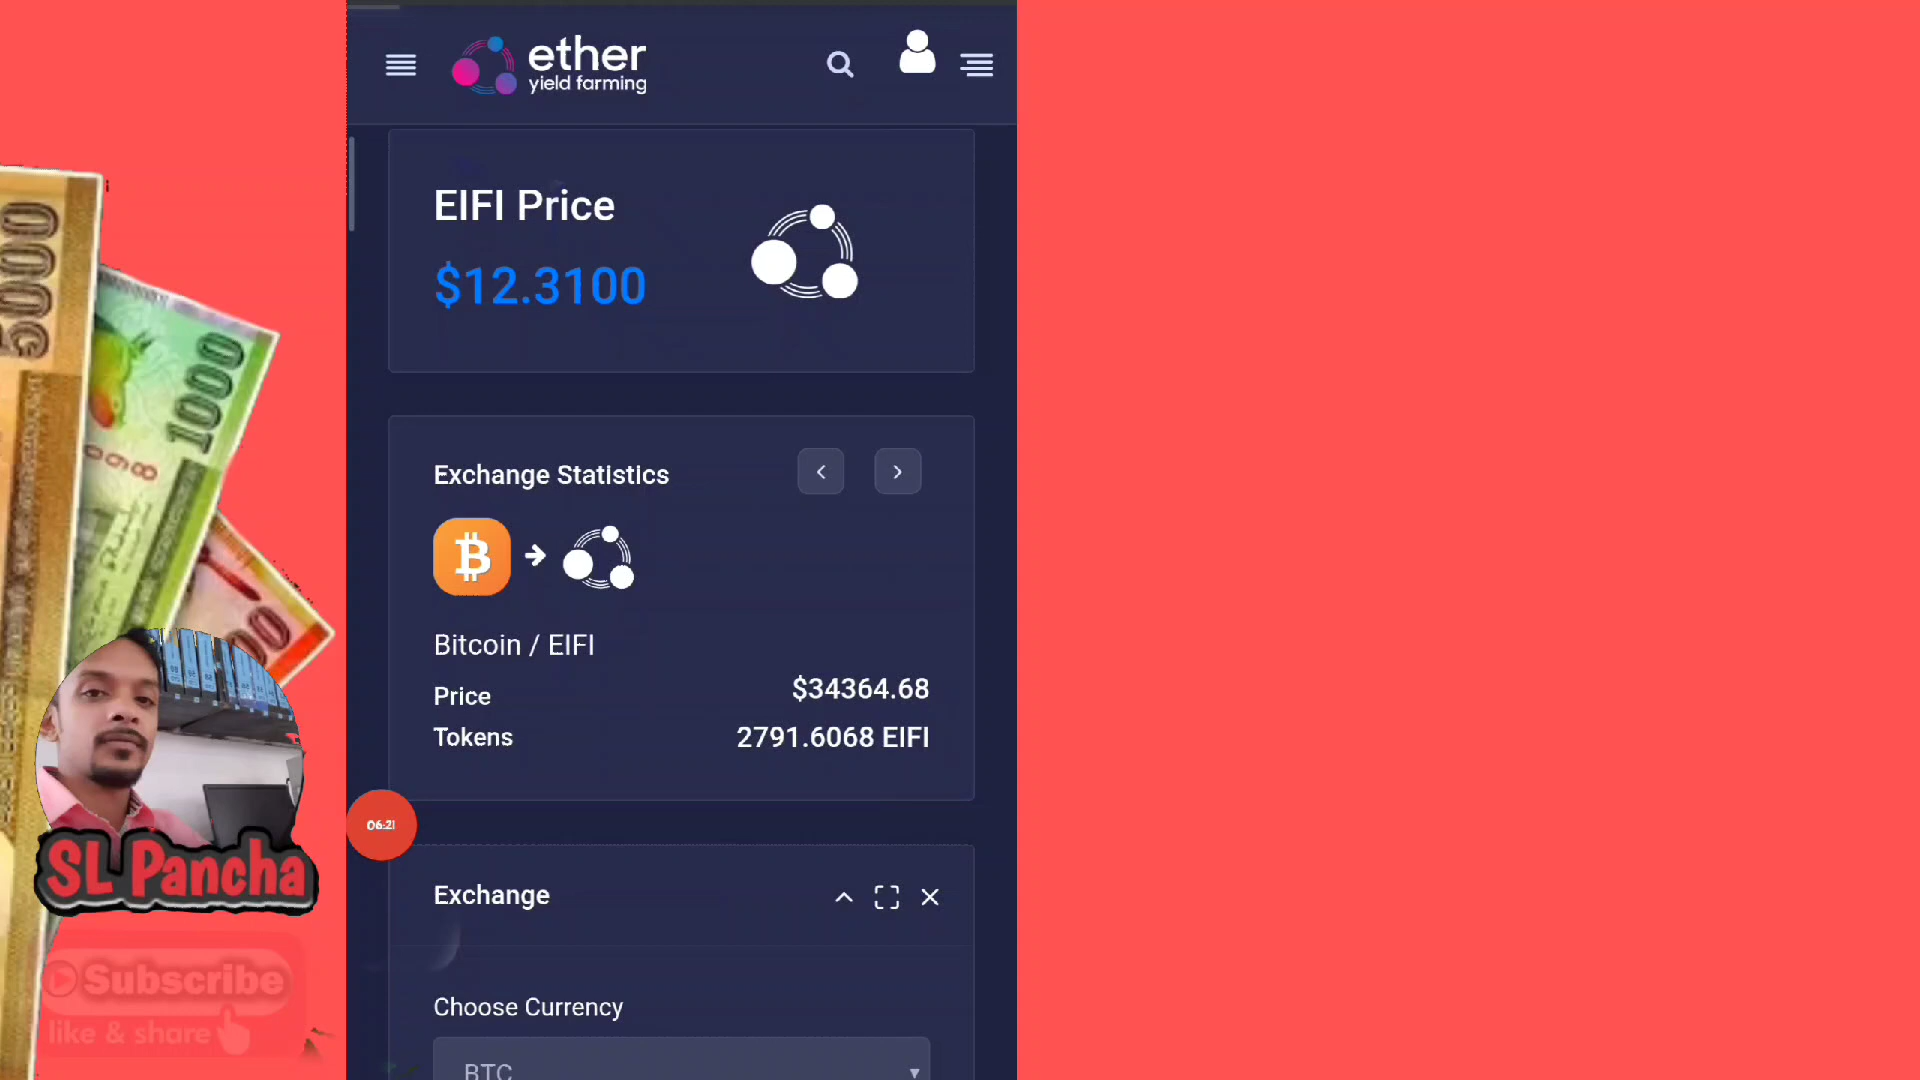 ether
yield farming
EIFI Price
$12.3100
Exchange Statistics
Bitcoin / EIFI
Price
$34364.68
Tokens
2791.6068 EIFI
06:21
Exchange
Choose Currency
BTC
5000
1000
SL Pancha
Subscribe
like & share